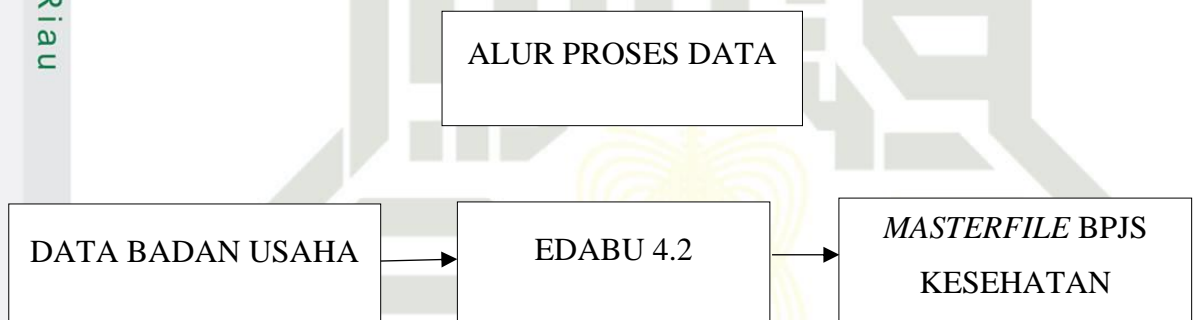 Riau
ALUR PROSES DATA
DATA BADAN USAHA
EDABU 4.2
MASTERFILE BPJS
KESEHATAN